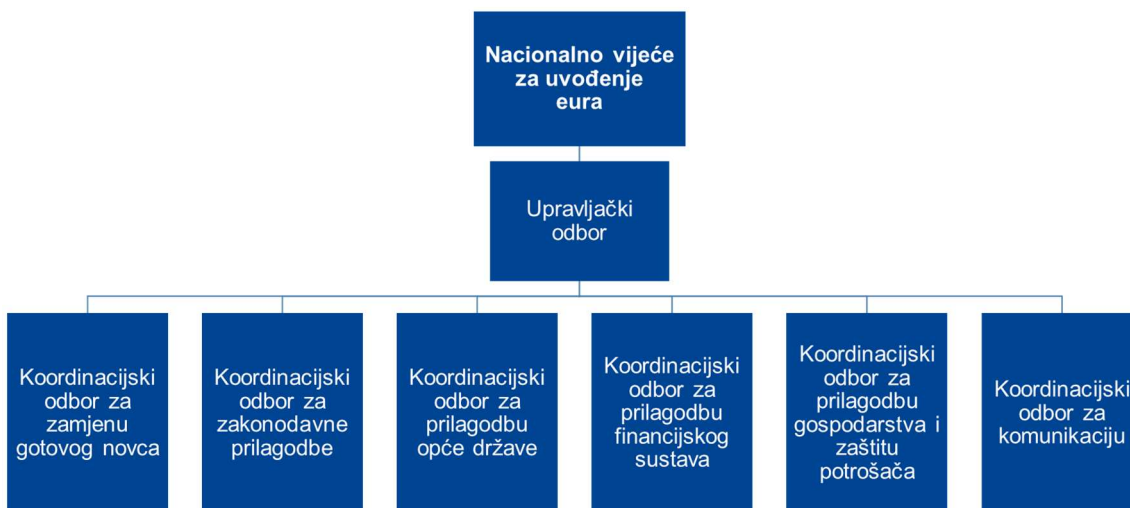 Nacionalno vijeće
za uvođenje
eura
Upravljački
odbor
Koordinacijski
odbor za
zamjenu
gotovog novca
Koordinacijski
odbor za
zakonodavne
prilagodbe
Koordinacijski
odbor za
prilagodbu
opće države
Koordinacijski
odbor za
prilagodbu
financijskog
sustava
Koordinacijski
odbor za
prilagodbu
gospodarstva i
zaštitu
potrošača
Koordinacijski
odbor za
komunikaciju